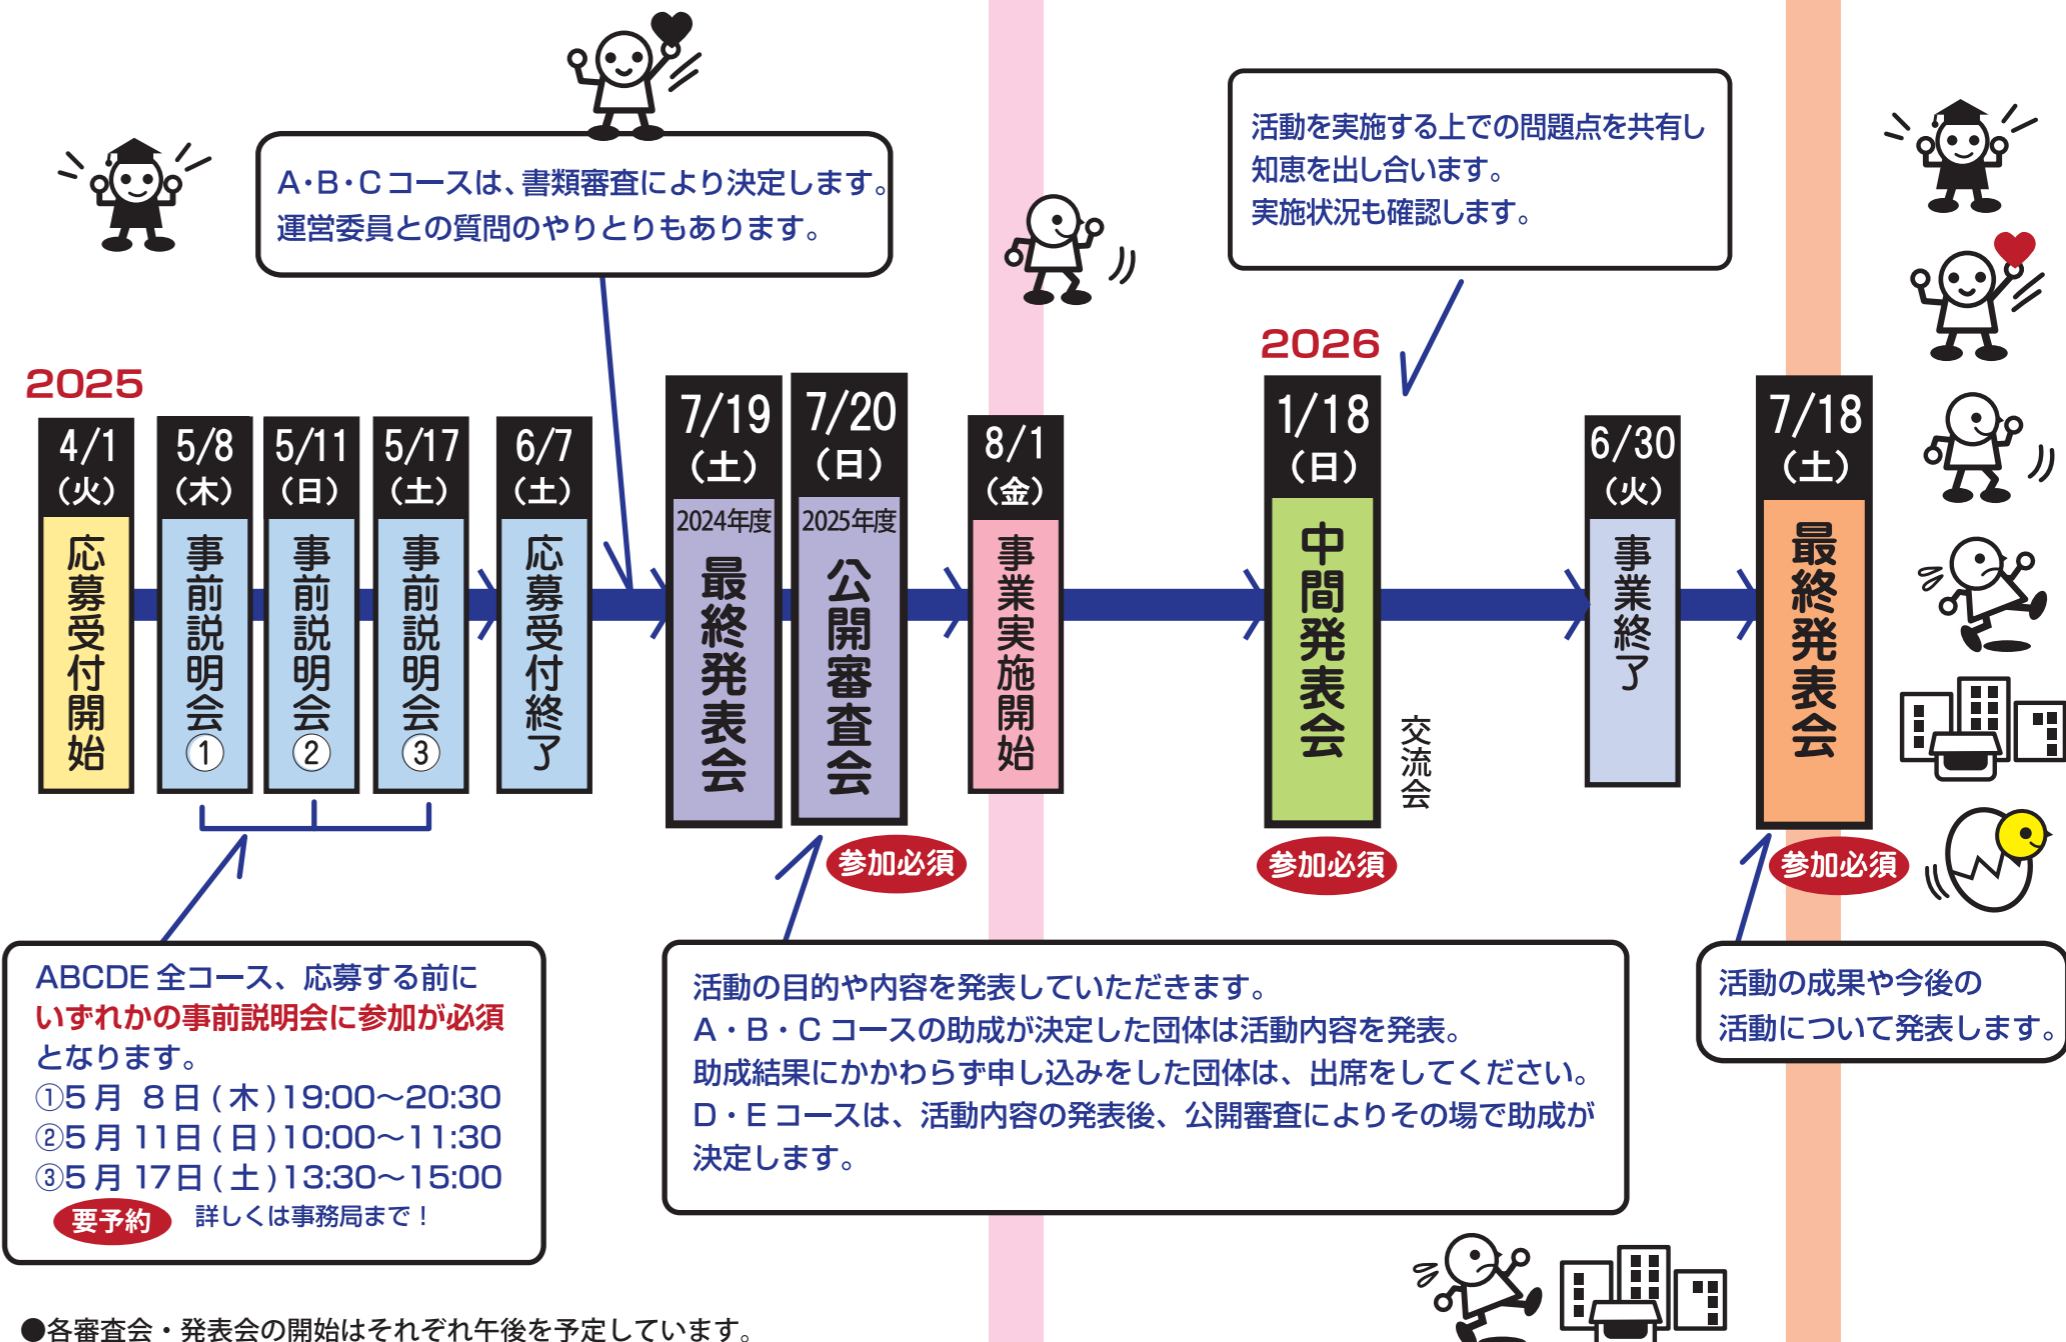 A・B・Cコースは、書類審査により決定します。
運営委員との質問のやりとりもあります。
活動を実施する上での問題点を共有し
知恵を出し合います。
実施状況も確認します。
2025
4/1
（火）
応募受付開始
5/8
（木）
事前説明会①
5/11
（日）
事前説明会②
5/17
（土）
事前説明会③
6/7
（土）
応募受付終了
7/19
（土）
2024年度
最終発表会
7/20
（日）
2025年度
公開審査会
参加必須
8/1
（金）
事業実施開始
2026
1/18
（日）
中間発表会
参加必須
交流会
6/30
（火）
事業終了
7/18
（土）
最終発表会
参加必須
ABCDE 全コース、応募する前に
いずれかの事前説明会に参加が必須
となります。
①5月 8日(木)19:00～20:30
②5月 11日(日)10:00～11:30
③5月 17日(土)13:30～15:00
要予約 詳しくは事務局まで！
活動の目的や内容を発表していただきます。
A・B・C コースの助成が決定した団体は活動内容を発表。
助成結果にかかわらず申し込みをした団体は、出席をしてください。
D・E コースは、活動内容の発表後、公開審査によりその場で助成が
決定します。
活動の成果や今後の
活動について発表します。
●各審査会・発表会の開始はそれぞれ午後を予定しています。